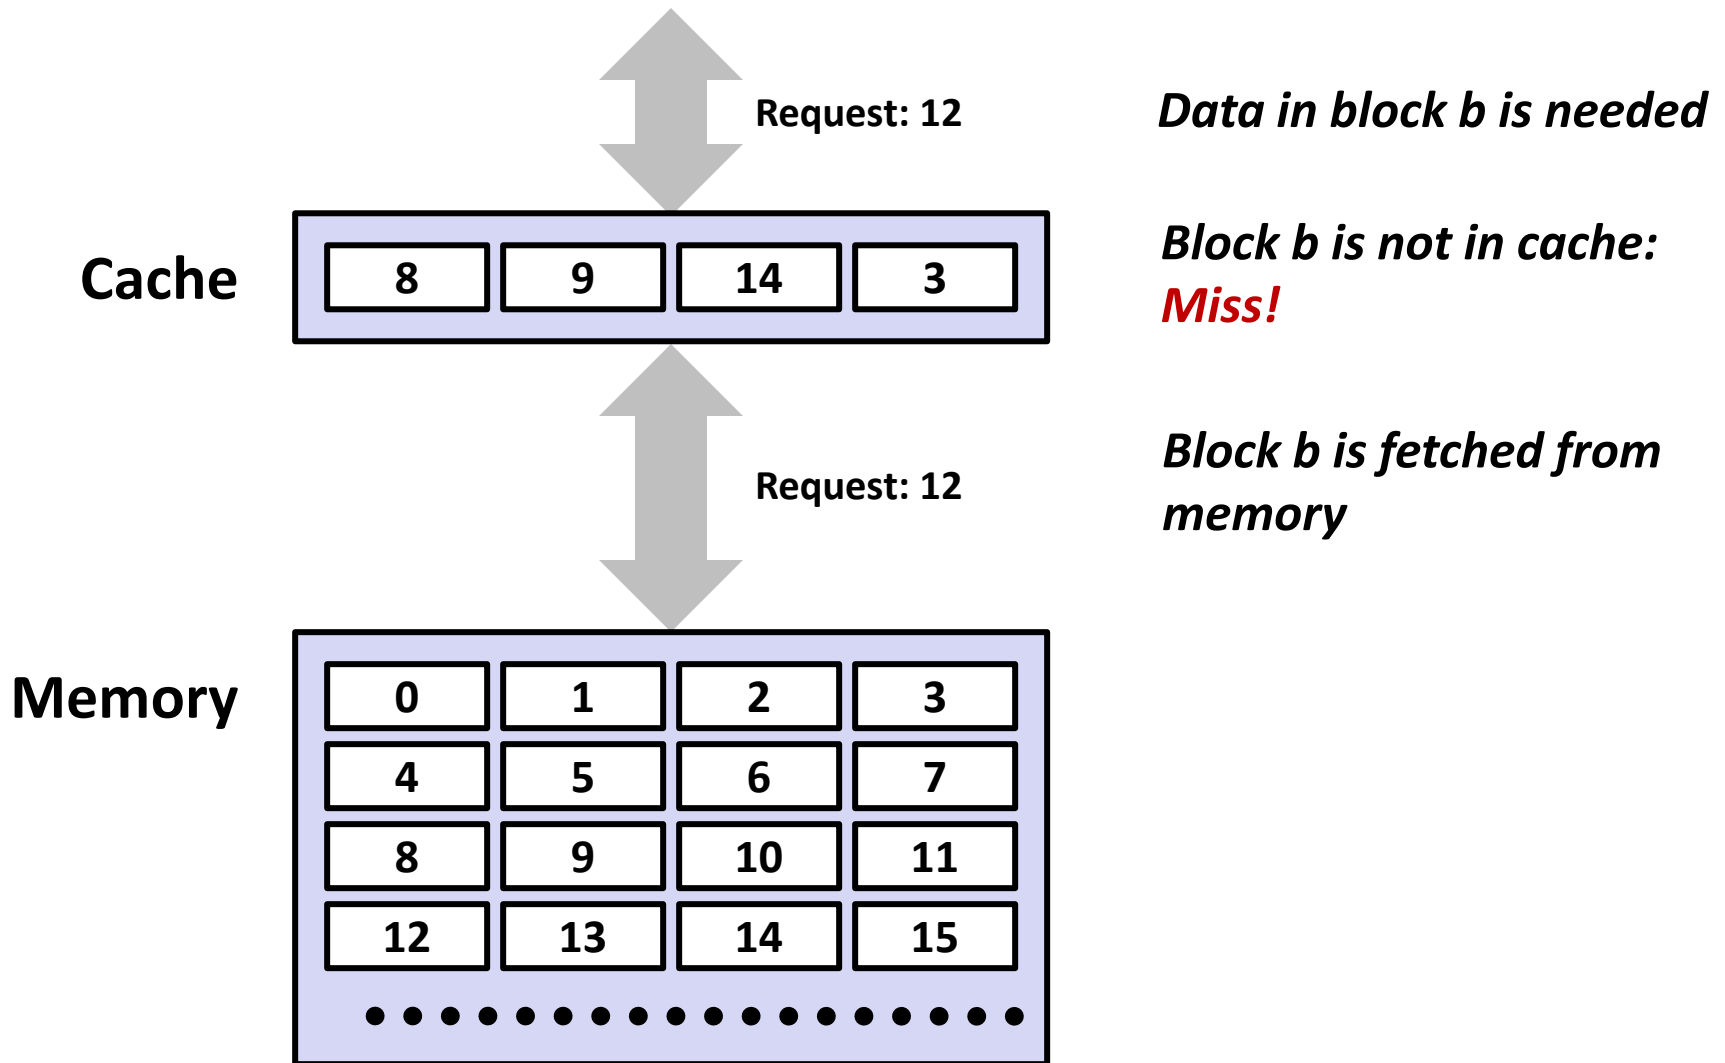 Request: 12
Data in block b is needed
Cache
8 9 14 3
Block b is not in cache:
Miss!
Request: 12
Block b is fetched from
memory
Memory
0 1 2 3
4 5 6 7
8 9 10 11
12 13 14 15